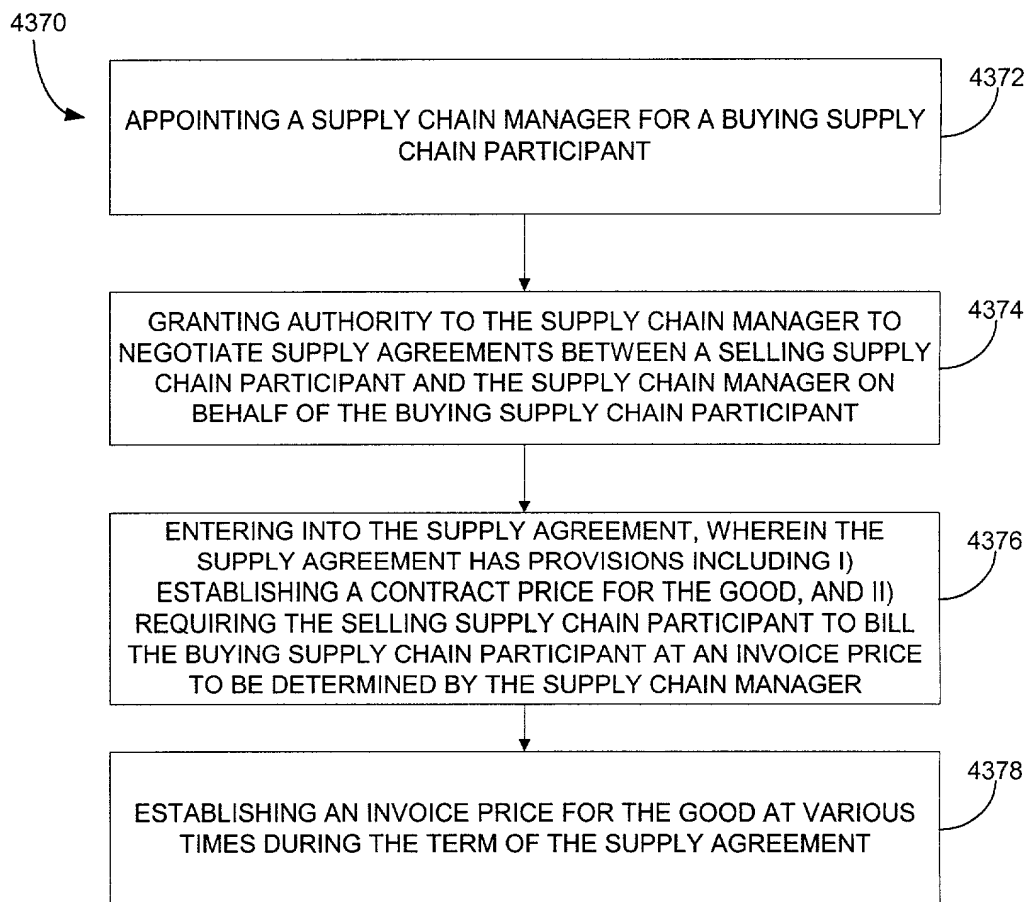 4370
4372
APPOINTING A SUPPLY CHAIN MANAGER FOR A BUYING SUPPLY
CHAIN PARTICIPANT
4374
GRANTING AUTHORITY TO THE SUPPLY CHAIN MANAGER TO
NEGOTIATE SUPPLY AGREEMENTS BETWEEN A SELLING SUPPLY
CHAIN PARTICIPANT AND THE SUPPLY CHAIN MANAGER ON
BEHALF OF THE BUYING SUPPLY CHAIN PARTICIPANT
4376
ENTERING INTO THE SUPPLY AGREEMENT, WHEREIN THE
SUPPLY AGREEMENT HAS PROVISIONS INCLUDING I)
ESTABLISHING A CONTRACT PRICE FOR THE GOOD, AND II)
REQUIRING THE SELLING SUPPLY CHAIN PARTICIPANT TO BILL
THE BUYING SUPPLY CHAIN PARTICIPANT AT AN INVOICE PRICE
TO BE DETERMINED BY THE SUPPLY CHAIN MANAGER
4378
ESTABLISHING AN INVOICE PRICE FOR THE GOOD AT VARIOUS
TIMES DURING THE TERM OF THE SUPPLY AGREEMENT